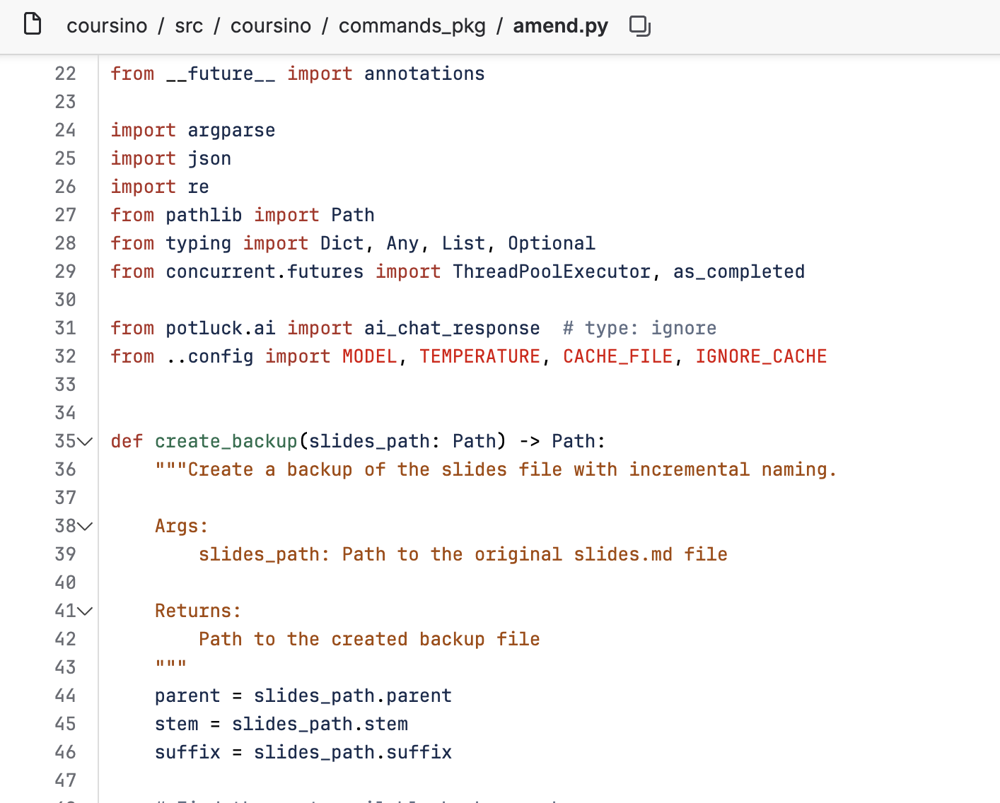 coursino / src / coursino / commands_pkg / amend.py
22 from __future__ import annotations
23
24 import argparse
25 import json
26 import re
27 from pathlib import Path
28 from typing import Dict, Any, List, Optional
29 from concurrent.futures import ThreadPoolExecutor, as_completed
30
31 from potluck.ai import ai_chat_response  # type: ignore
32 from ..config import MODEL, TEMPERATURE, CACHE_FILE, IGNORE_CACHE
33
34
35 def create_backup(slides_path: Path) -> Path:
36     """Create a backup of the slides file with incremental naming.
37
38     Args:
39         slides_path: Path to the original slides.md file
40
41     Returns:
42         Path to the created backup file
43     """
44     parent = slides_path.parent
45     stem = slides_path.stem
46     suffix = slides_path.suffix
47